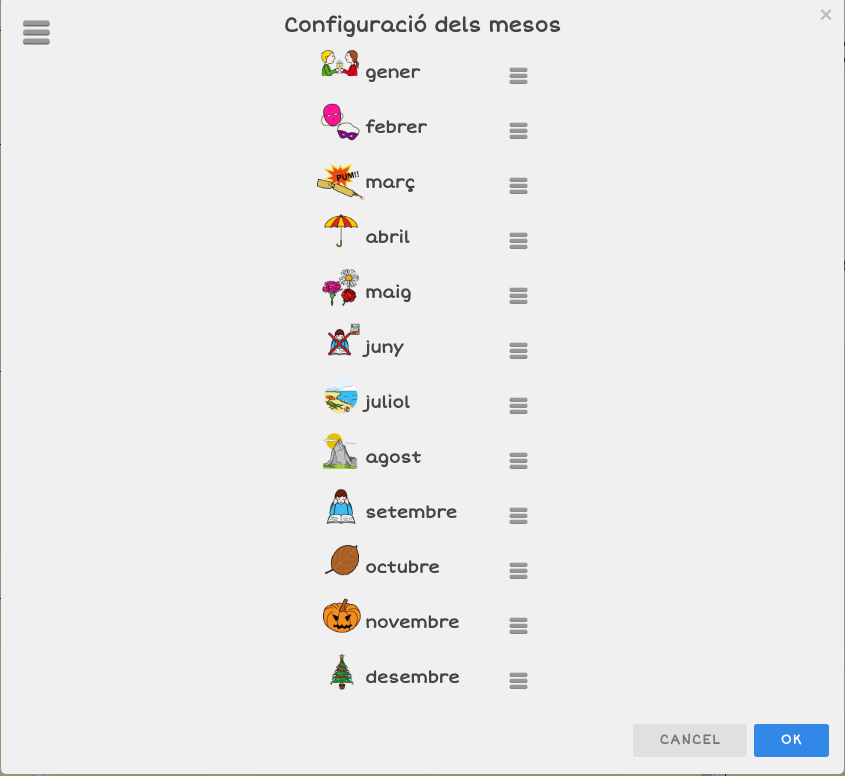 Configuració dels mesos
gener
febrer
PUM!!
març
abril
maig
juny
juliol
agost
setembre
octubre
novembre
desembre
CANCEL OK